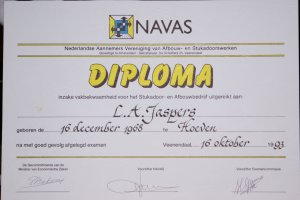 NAVAS
Nederlandse Aannemers Vereniging van Afbouw- en Stukadoorswerken
DIPLOMA
inzake vakbekwaamheid voor het Stukadoor- en Afbouwbedrijf uitgereikt aan
L.A. Jaspers
geboren de 16 december 1968 te Hoeven
na met goed gevolg afgelegd examen Veenendaal, 16 oktober 1993